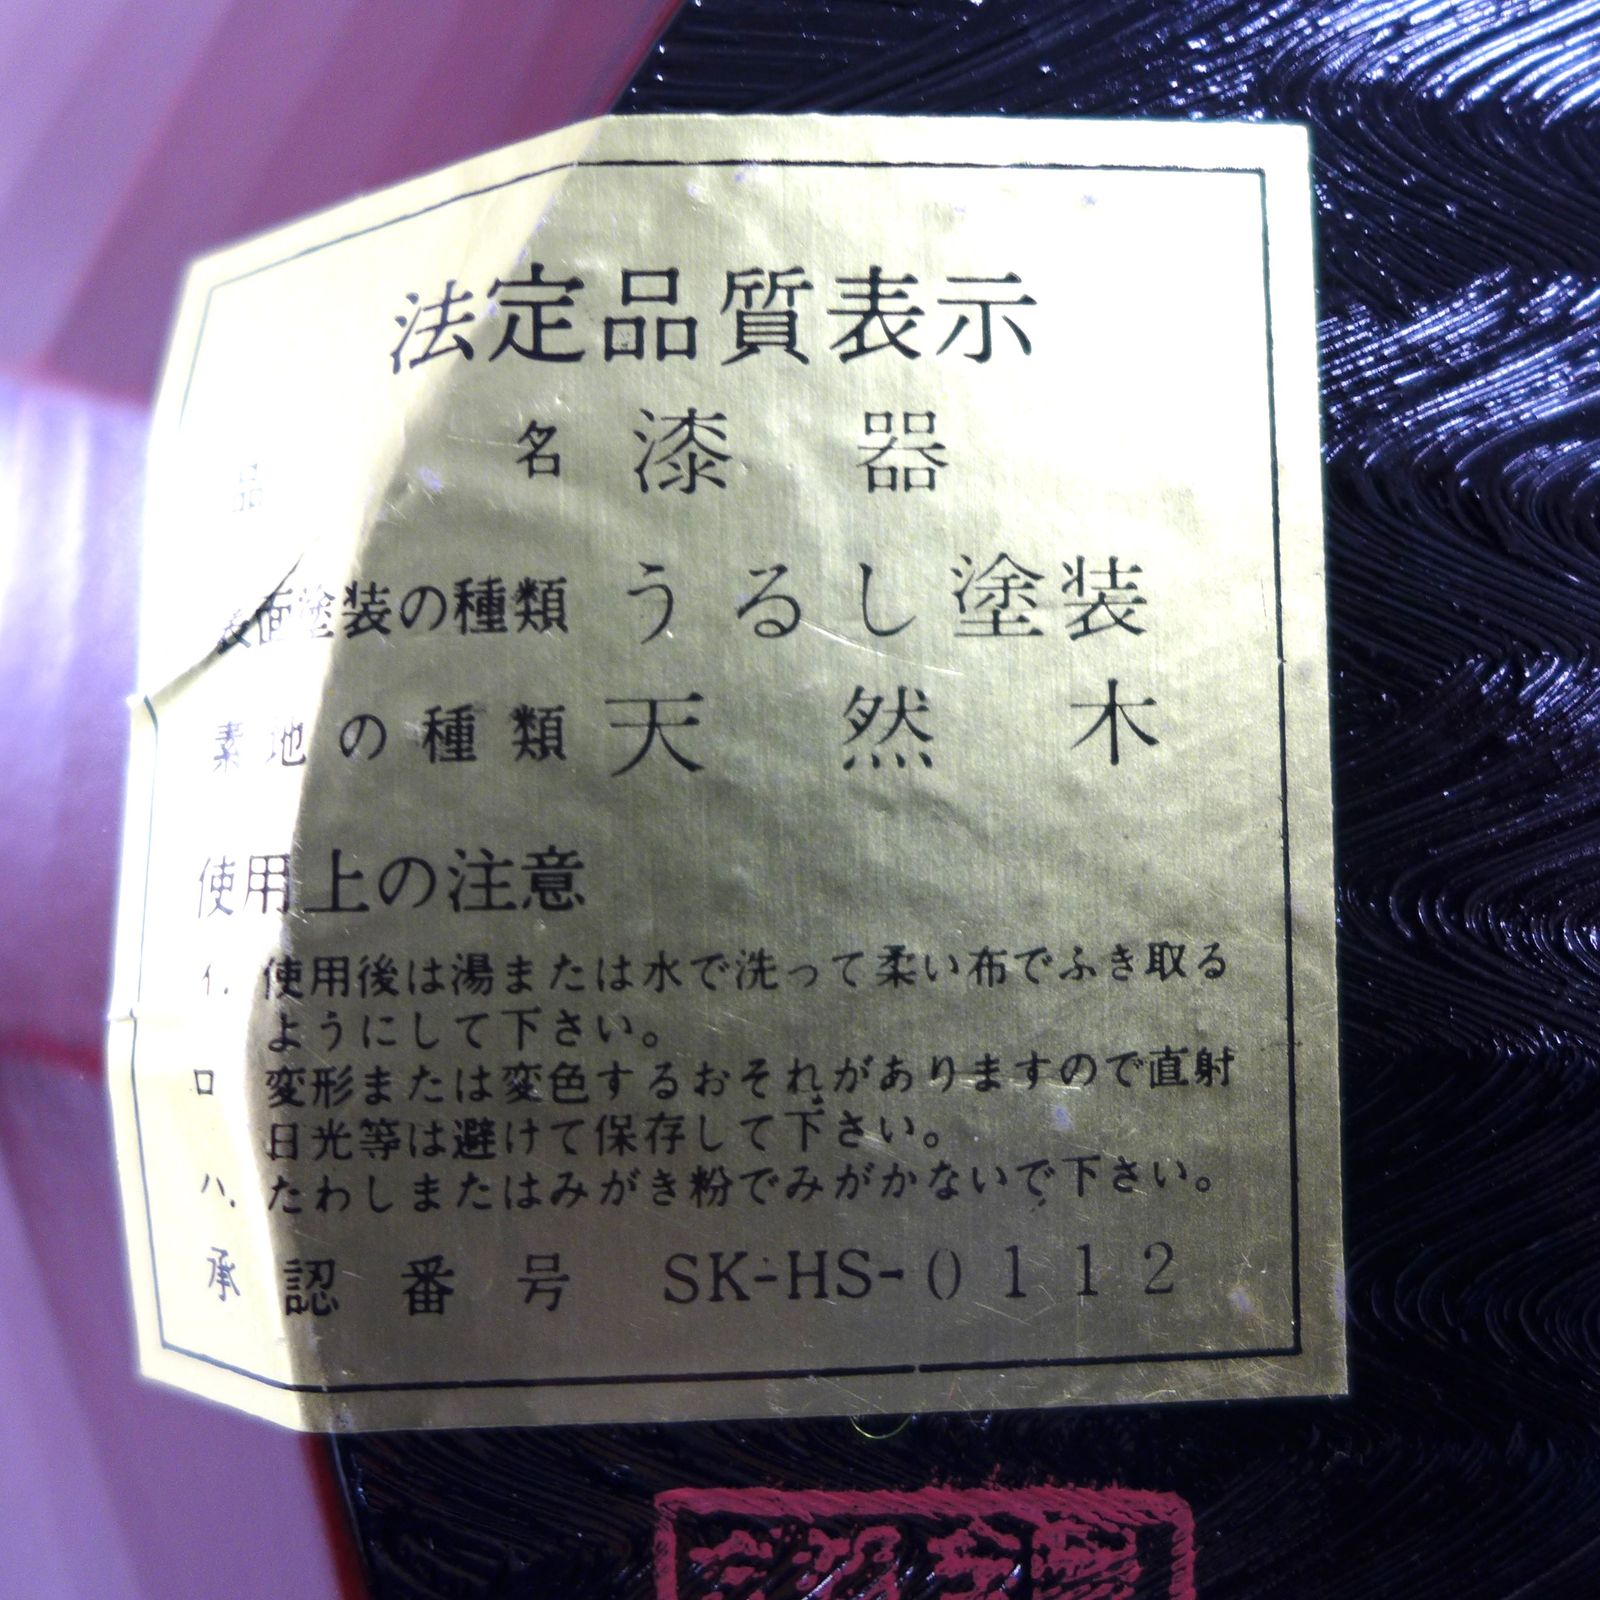 法定品質表示
品名 漆器
表面塗装の種類 うるし塗装
素地の種類 天然木
使用上の注意
イ. 使用後は湯または水で洗って柔い布でふき取る
ようにして下さい。
ロ 変形または変色するおそれがありますので直射
日光等は避けて保存して下さい。
ハ. たわしまたはみがき粉でみがかないで下さい。
承認番号 SK-HS-0112